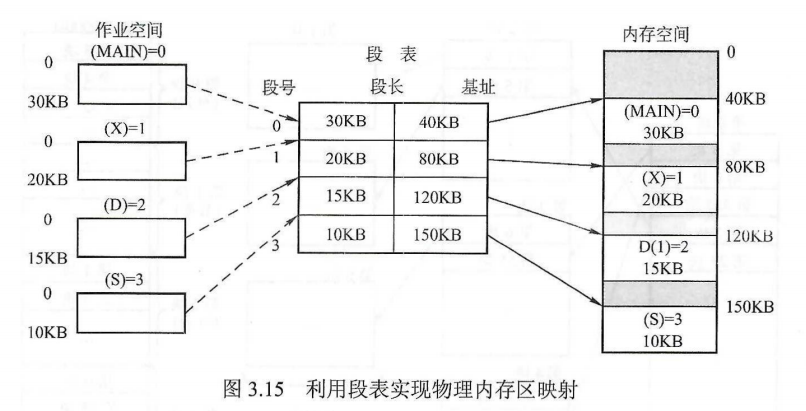 作业空间
(MAIN)=0
0
30KB
(X)=1
0
20KB
(D)=2
0
15KB
(S)=3
0
10KB
段 表
段号 段长 基址
0 30KB 40KB
1 20KB 80KB
2 15KB 120KB
3 10KB 150KB
内存空间
0
40KB
(MAIN)=0
30KB
80KB
(X)=1
20KB
120KB
D(1)=2
15KB
150KB
(S)=3
10KB
图 3.15 利用段表实现物理内存区映射